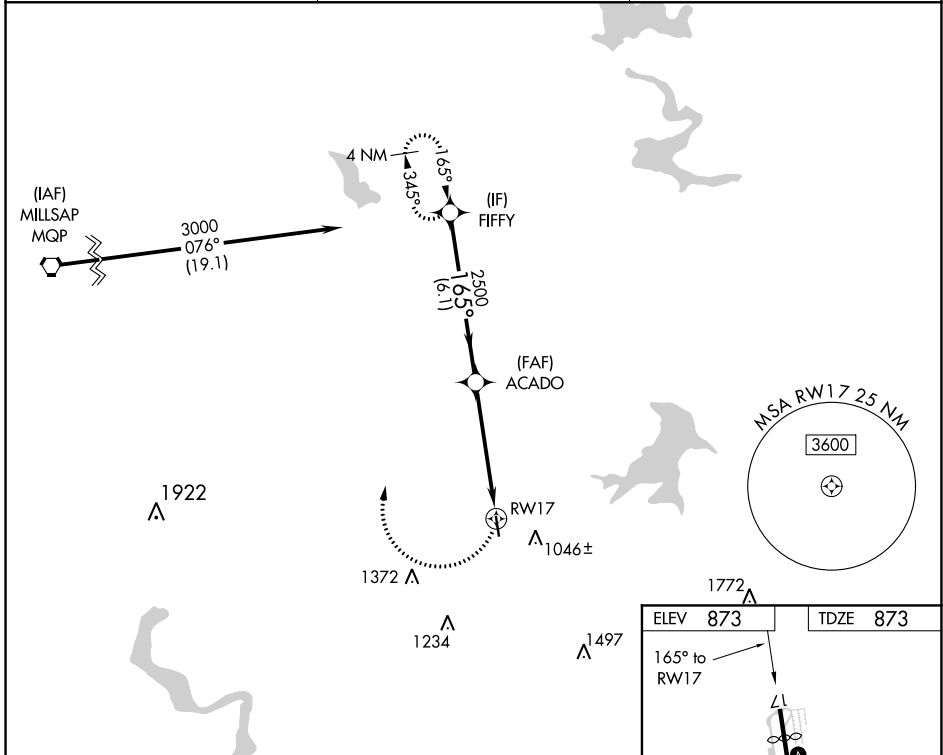 4 NM
165°
345°
(IF)
FIFFY
(IAF)
MILLSAP
MQP
3000
076°
(19.1)
2500
165°
(6.1)
(FAF)
ACADO
MSA RW17 25 NM
3600
1922
RW17
1046±
1372
1234
1497
1772
ELEV 873
TDZE 873
165° to
RW17
17